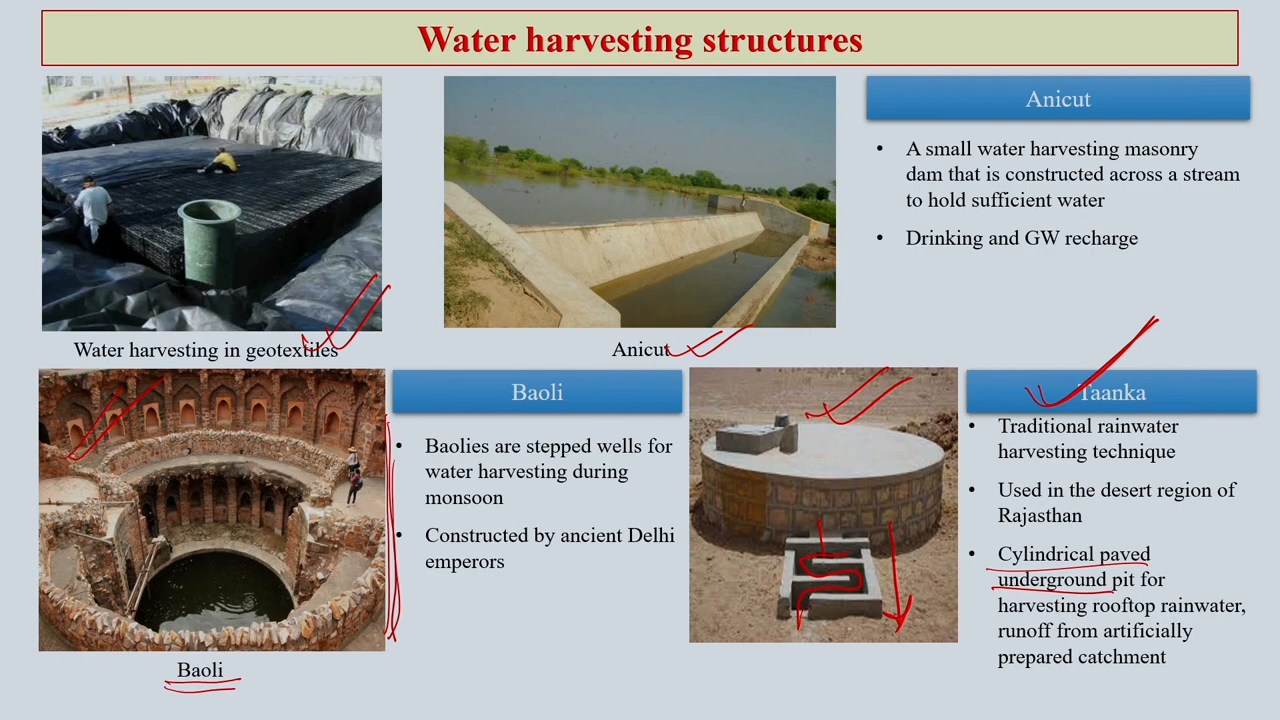 Water harvesting structures
Water harvesting in geotextiles
Anicut
Anicut
• A small water harvesting masonry
dam that is constructed across a stream
to hold sufficient water
• Drinking and GW recharge
Baoli
Baoli
• Baolies are stepped wells for
water harvesting during
monsoon
• Constructed by ancient Delhi
emperors
Taanka
• Traditional rainwater
harvesting technique
• Used in the desert region of
Rajasthan
• Cylindrical paved
underground pit for
harvesting rooftop rainwater,
runoff from artificially
prepared catchment